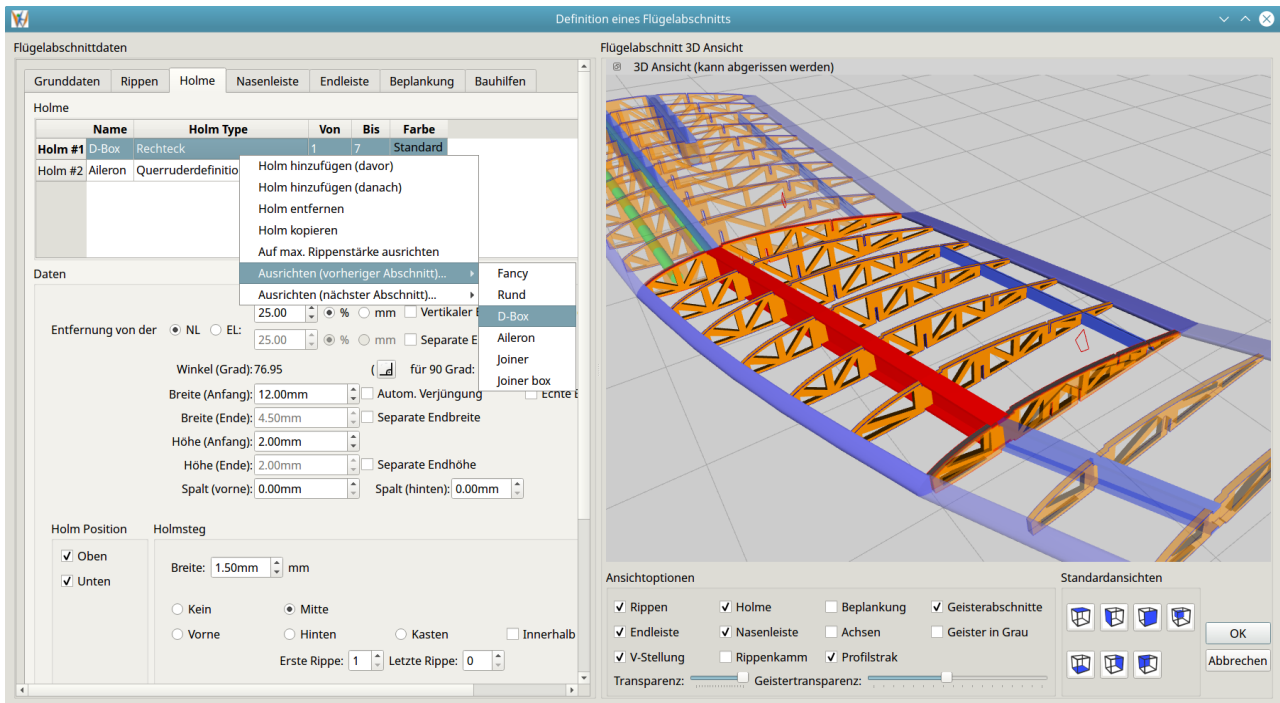 Definition eines Flügelabschnitts
Flügelabschnittdaten
Grunddaten Rippen Holme Nasenleiste Endleiste Beplankung Bauhilfen
Holme
Name Holm Type Von Bis Farbe
Holm #1 D-Box Rechteck 1 7 Standard
Holm #2 Aileron Querruderdefinitio
Holm hinzufügen (davor)
Holm hinzufügen (danach)
Holm entfernen
Holm kopieren
Auf max. Rippenstärke ausrichten
Ausrichten (vorheriger Abschnitt)...
Ausrichten (nächster Abschnitt)...
Fancy
Rund
D-Box
Aileron
Joiner
Joiner box
Daten
25.00 % mm Vertikaler
Entfernung von der NL EL:
25.00 % mm Separate E
Winkel (Grad): 76.95 ( für 90 Grad:
Breite (Anfang): 12.00mm Autom. Verjüngung Echte
Breite (Ende): 4.50mm Separate Endbreite
Höhe (Anfang): 2.00mm
Höhe (Ende): 2.00mm Separate Endhöhe
Spalt (vorne): 0.00mm Spalt (hinten): 0.00mm
Holm Position Holmsteg
Oben
Unten
Breite: 1.50mm mm
Kein Mitte
Vorne Hinten Kasten Innerhalb
Erste Rippe: 1 Letzte Rippe: 0
Flügelabschnitt 3D Ansicht
3D Ansicht (kann abgerissen werden)
Ansichtoptionen
Rippen Holme Beplankung Geisterabschnitte
Endleiste Nasenleiste Achsen Geister in Grau
V-Stellung Rippenkamm Profilstrak
Transparenz: Geistertransparenz:
Standardansichten
OK
Abbrechen